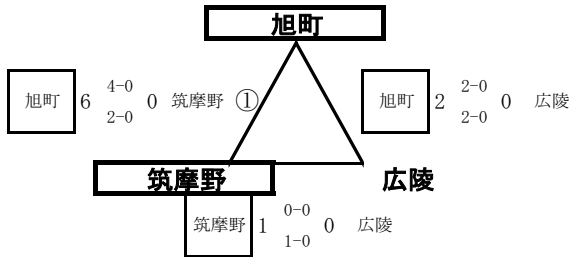 旭町
旭町 6 4-0 2-0 0 筑摩野 ①
旭町 2 2-0 2-0 0 広陵
筑摩野
広陵
筑摩野 1 0-0 1-0 0 広陵